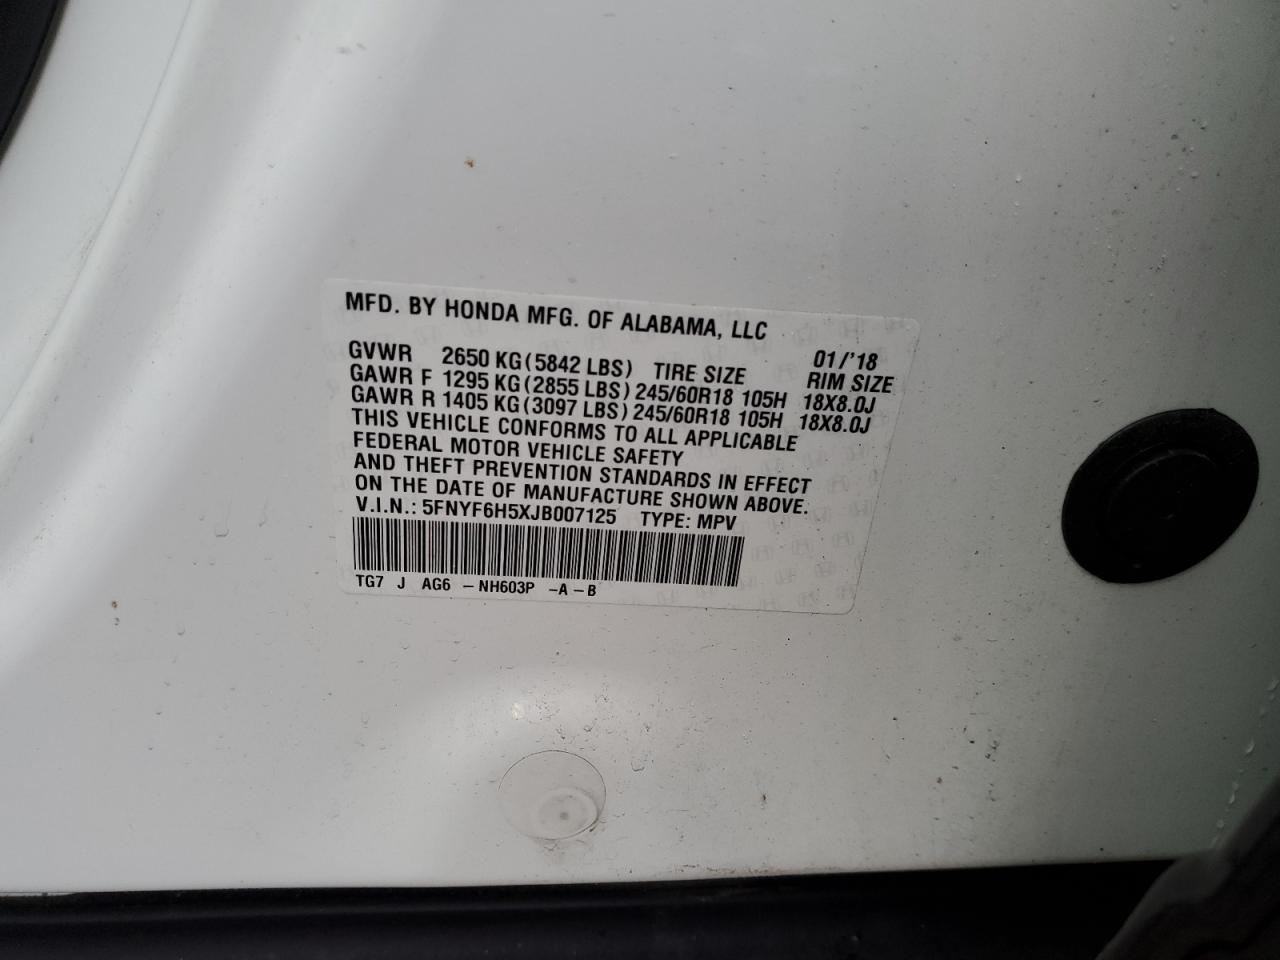 MFD. BY HONDA MFG. OF ALABAMA, LLC
01/'18
GVWR 2650 KG(5842 LBS) TIRE SIZE RIM SIZE
GAWR F 1295 KG(2855 LBS) 245/60R18 105H 18X8.0J
GAWR R 1405 KG(3097 LBS) 245/60R18 105H 18X8.0J
THIS VEHICLE CONFORMS TO ALL APPLICABLE
FEDERAL MOTOR VEHICLE SAFETY
AND THEFT PREVENTION STANDARDS IN EFFECT
ON THE DATE OF MANUFACTURE SHOWN ABOVE.
V.I.N.: 5FNYF6H5XJB007125 TYPE: MPV
TG7 J AG6 -NH603P -A-B